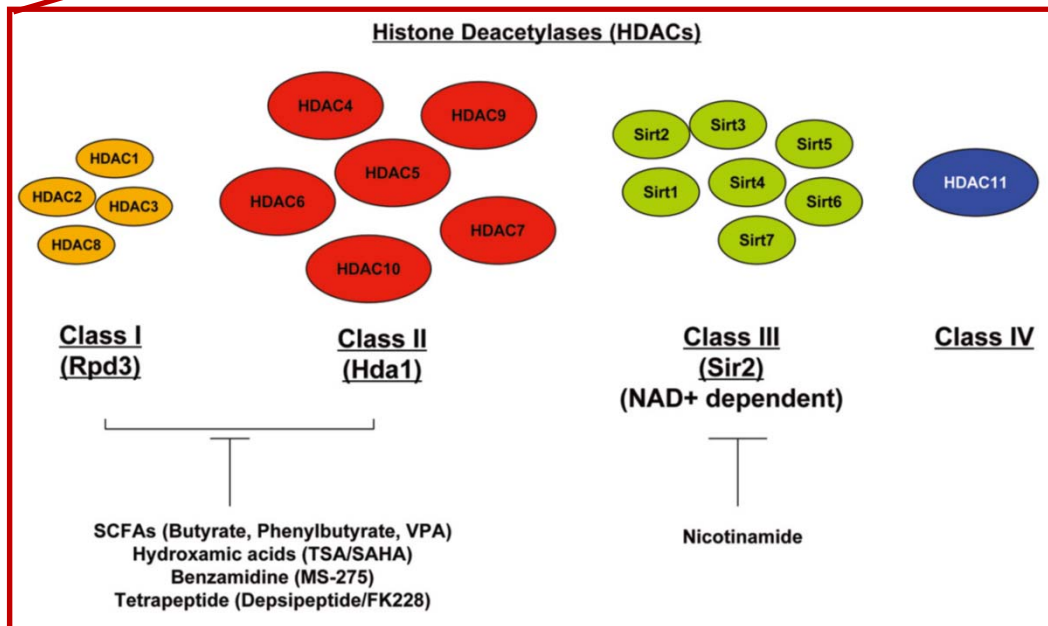 Histone Deacetylases (HDACs)
HDAC1
HDAC2
HDAC3
HDAC8
HDAC4
HDAC9
HDAC5
HDAC6
HDAC7
HDAC10
Sirt2
Sirt3
Sirt5
Sirt1
Sirt4
Sirt6
Sirt7
HDAC11
Class I
(Rpd3)
Class II
(Hda1)
Class III
(Sir2)
(NAD+ dependent)
Class IV
SCFAs (Butyrate, Phenylbutyrate, VPA)
Hydroxamic acids (TSA/SAHA)
Benzamidine (MS-275)
Tetrapeptide (Depsipeptide/FK228)
Nicotinamide